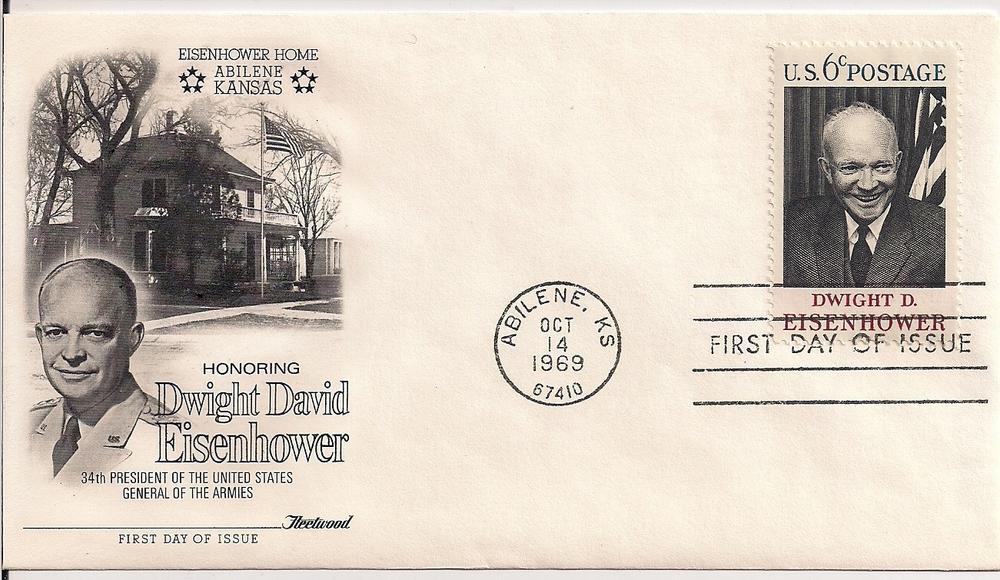 EISENHOWER HOME
ABILENE
KANSAS
HONORING
Dwight David
Eisenhower
34th PRESIDENT OF THE UNITED STATES
GENERAL OF THE ARMIES
Fleetwood
FIRST DAY OF ISSUE
ABILENE, KS
OCT
14
1969
67410
U.S. 6c POSTAGE
DWIGHT D.
EISENHOWER
FIRST DAY OF ISSUE